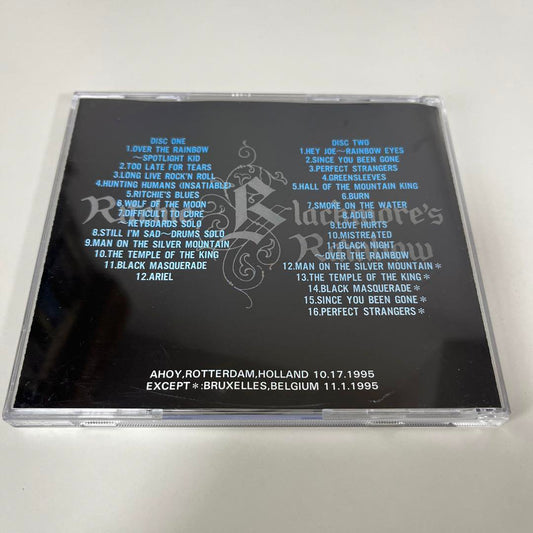 DISC ONE
1.OVER THE RAINBOW
～SPOTLIGHT KID
2.TOO LATE FOR TEARS
3.LONG LIVE ROCK'N ROLL
4.HUNTING HUMANS (INSATIABLE)
5.RITCHIE'S BLUES
6.WOLF OF THE MOON
7.DIFFICULT TO CURE
～KEYBOARDS SOLO
8.STILL I'M SAD～DRUMS SOLO
9.MAN ON THE SILVER MOUNTAIN
10.THE TEMPLE OF THE KING
11.BLACK MASQUERADE
12.ARIEL
DISC TWO
1.HEY JOE～RAINBOW EYES
2.SINCE YOU BEEN GONE
3.PERFECT STRANGERS
4.GREENSLEEVES
5.HALL OF THE MOUNTAIN KING
6.BURN
7.SMOKE ON THE WATER
8.ADLIB
9.LOVE HURTS
10.MISTREATED
11.BLACK NIGHT
～OVER THE RAINBOW
12.MAN ON THE SILVER MOUNTAIN＊
13.THE TEMPLE OF THE KING＊
14.BLACK MASQUERADE＊
15.SINCE YOU BEEN GONE＊
16.PERFECT STRANGERS＊
Ritchie Blackmore's
Rainbow
AHOY,ROTTERDAM,HOLLAND 10.17.1995
EXCEPT＊:BRUXELLES,BELGIUM 11.1.1995